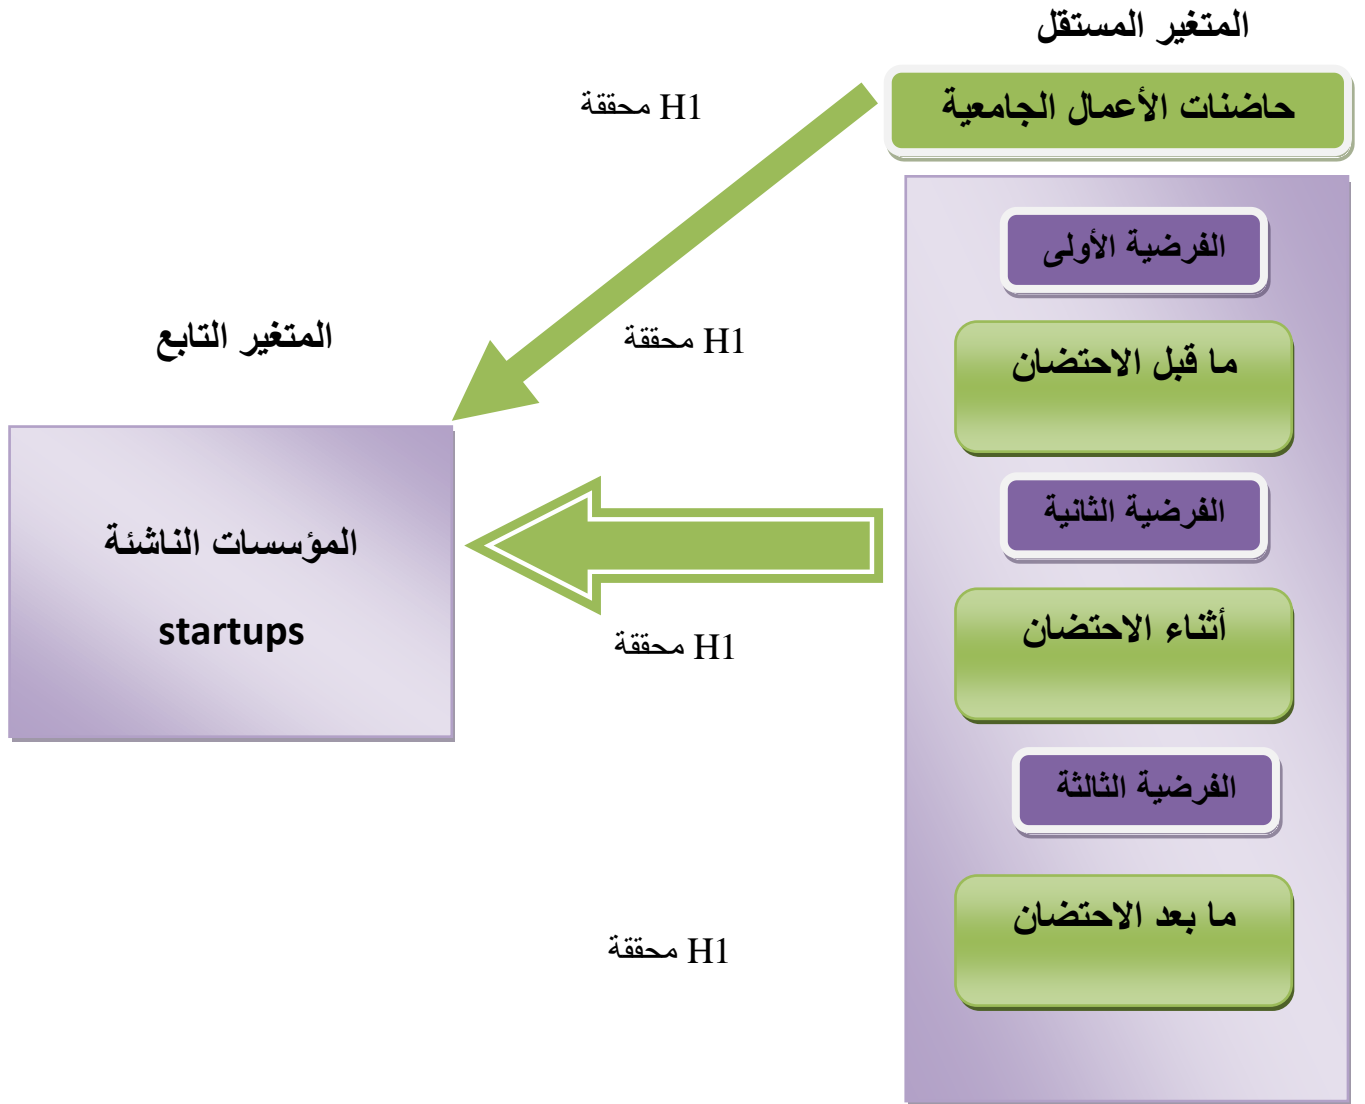 المتغير المستقل
حاضنات الأعمال الجامعية
H1 محققة
الفرضية الأولى
H1 محققة
ما قبل الاحتضان
المتغير التابع
الفرضية الثانية
المؤسسات الناشئة
startups
أثناء الاحتضان
H1 محققة
الفرضية الثالثة
ما بعد الاحتضان
H1 محققة